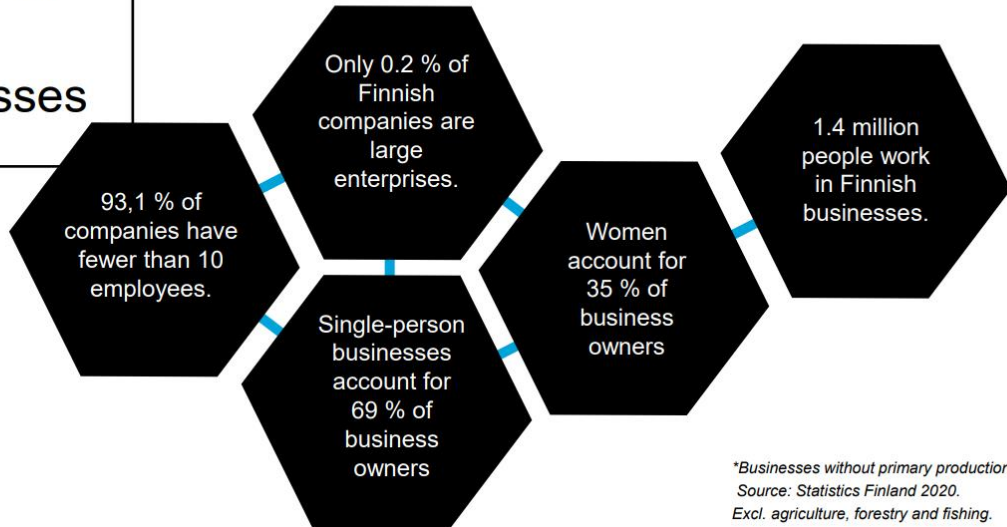 sses
Only 0.2 % of
Finnish
companies are
large
enterprises.
1.4 million
people work
in Finnish
businesses.
93,1 % of
companies have
fewer than 10
employees.
Women
account for
35 % of
business
owners
Single-person
businesses
account for
69 % of
business
owners
*Businesses without primary production
Source: Statistics Finland 2020.
Excl. agriculture, forestry and fishing.